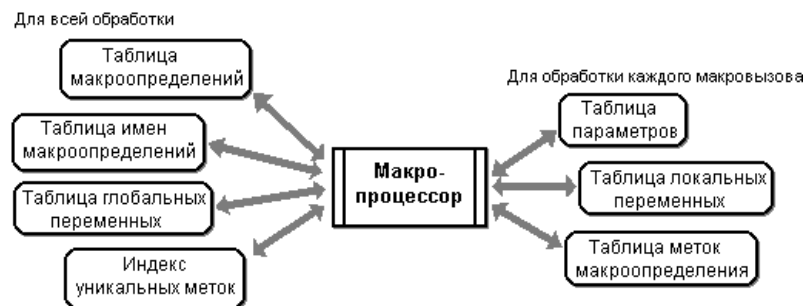 Для всей обработки
Таблица
макроопределений
Таблица имен
макроопределений
Таблица глобальных
переменных
Индекс
уникальных меток
Макро-
процессор
Для обработки каждого макровызова
Таблица
параметров
Таблица локальных
переменных
Таблица меток
макроопределения